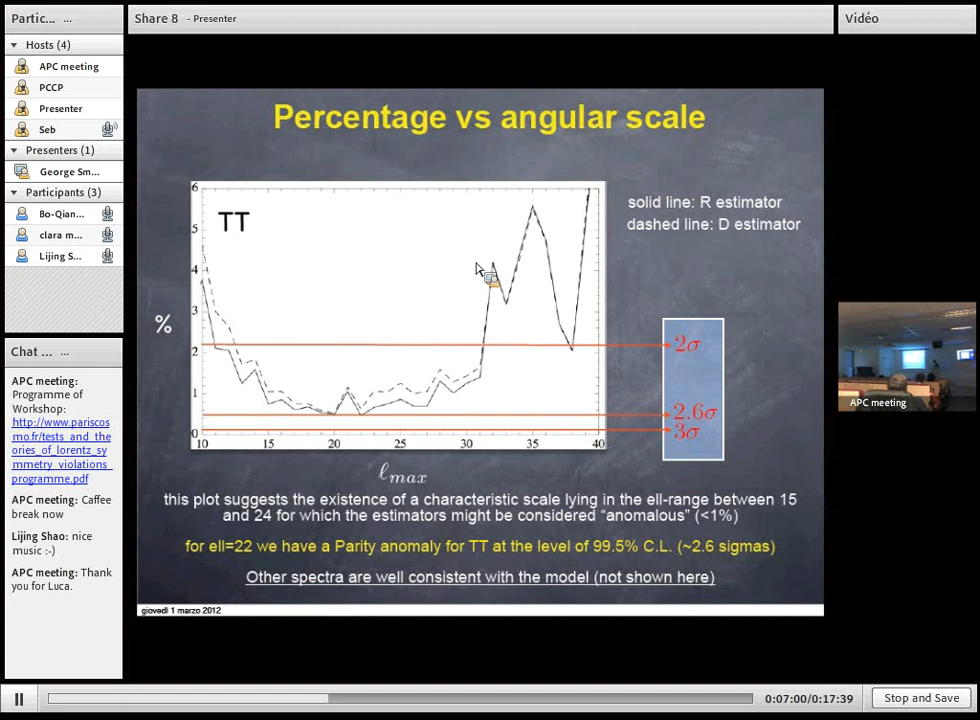 Partic... ...
Share 8 - Presenter
Vidéo
Hosts (4)
APC meeting
PCCP
Presenter
Seb
Presenters (1)
George Sm...
Participants (3)
Bo-Qian...
clara m...
Lijing S...
Chat ... ...
APC meeting:
Programme of
Workshop:
http://www.pariscos
mo.fr/tests_and_the
ories_of_lorentz_sy
mmetry_violations_
programme.pdf
APC meeting: Caffee
break now
Lijing Shao: nice
music :-)
APC meeting: Thank
you for Luca.
Percentage vs angular scale
TT
%
6
5
4
3
2
1
0
10 15 20 25 30 35 40
ℓmax
solid line: R estimator
dashed line: D estimator
2σ
2.6σ
3σ
this plot suggests the existence of a characteristic scale lying in the ell-range between 15
and 24 for which the estimators might be considered “anomalous” (<1%)
for ell=22 we have a Parity anomaly for TT at the level of 99.5% C.L. (~2.6 sigmas)
Other spectra are well consistent with the model (not shown here)
giovedì 1 marzo 2012
APC meeting
0:07:00/0:17:39
Stop and Save